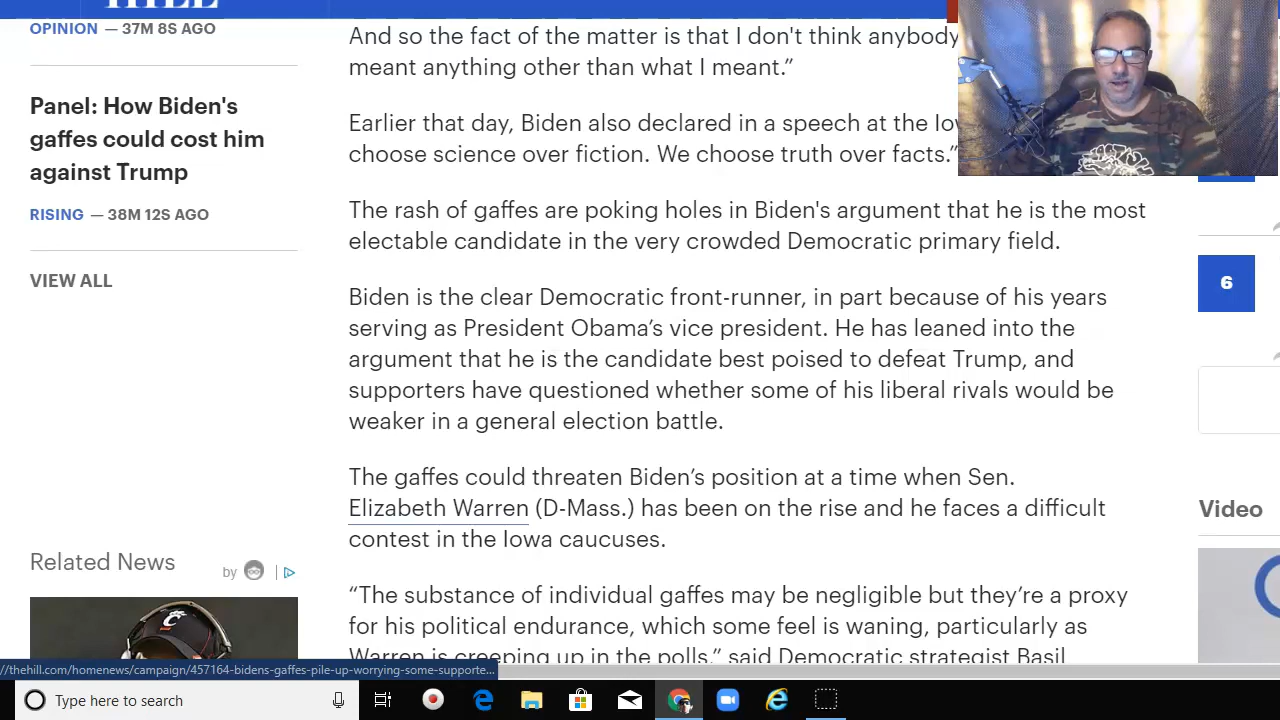 HILL
OPINION — 37M 8S AGO
Panel: How Biden's
gaffes could cost him
against Trump
RISING — 38M 12S AGO
VIEW ALL
Related News
by
And so the fact of the matter is that I don't think anybody
meant anything other than what I meant.”
Earlier that day, Biden also declared in a speech at the
choose science over fiction. We choose truth over facts.”
The rash of gaffes are poking holes in Biden's argument that he is the most
electable candidate in the very crowded Democratic primary field.
Biden is the clear Democratic front-runner, in part because of his years
serving as President Obama’s vice president. He has leaned into the
argument that he is the candidate best poised to defeat Trump, and
supporters have questioned whether some of his liberal rivals would be
weaker in a general election battle.
The gaffes could threaten Biden’s position at a time when Sen.
Elizabeth Warren (D-Mass.) has been on the rise and he faces a difficult
contest in the Iowa caucuses.
“The substance of individual gaffes may be negligible but they’re a proxy
for his political endurance, which some feel is waning, particularly as
Warren is creeping up in the polls,” said Democratic strategist Basil
6
Video
C
//thehill.com/homenews/campaign/457164-bidens-gaffes-pile-up-worrying-some-supporte...
Type here to search